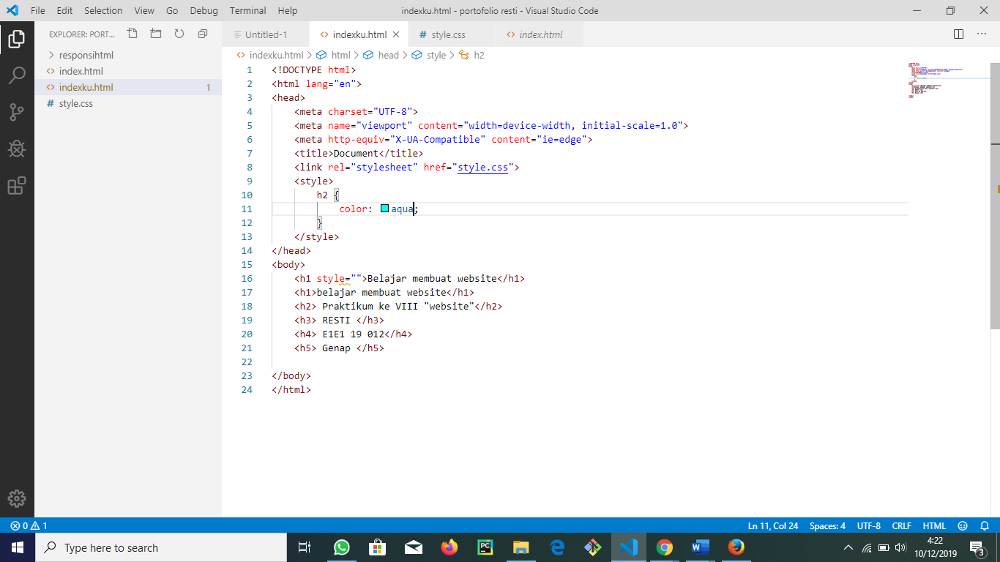 File Edit Selection View Go Debug Terminal Help indexku.html - portofolio resti - Visual Studio Code
EXPLORER: PORT...
responsihtml
index.html
indexku.html 1
style.css
Untitled-1 indexku.html style.css index.html
indexku.html > html > head > style > h2
1 <!DOCTYPE html>
2 <html lang="en">
3 <head>
4 <meta charset="UTF-8">
5 <meta name="viewport" content="width=device-width, initial-scale=1.0">
6 <meta http-equiv="X-UA-Compatible" content="ie=edge">
7 <title>Document</title>
8 <link rel="stylesheet" href="style.css">
9 <style>
10 h2 {
11 color: aqua;
12 }
13 </style>
14 </head>
15 <body>
16 <h1 style="">Belajar membuat website</h1>
17 <h1>belajar membuat website</h1>
18 <h2> Praktikum ke VIII "website"</h2>
19 <h3> RESTI </h3>
20 <h4> E1E1 19 012</h4>
21 <h5> Genap </h5>
22
23 </body>
24 </html>
0 1 Ln 11, Col 24 Spaces: 4 UTF-8 CRLF HTML
Type here to search
PC
4:22
10/12/2019
3